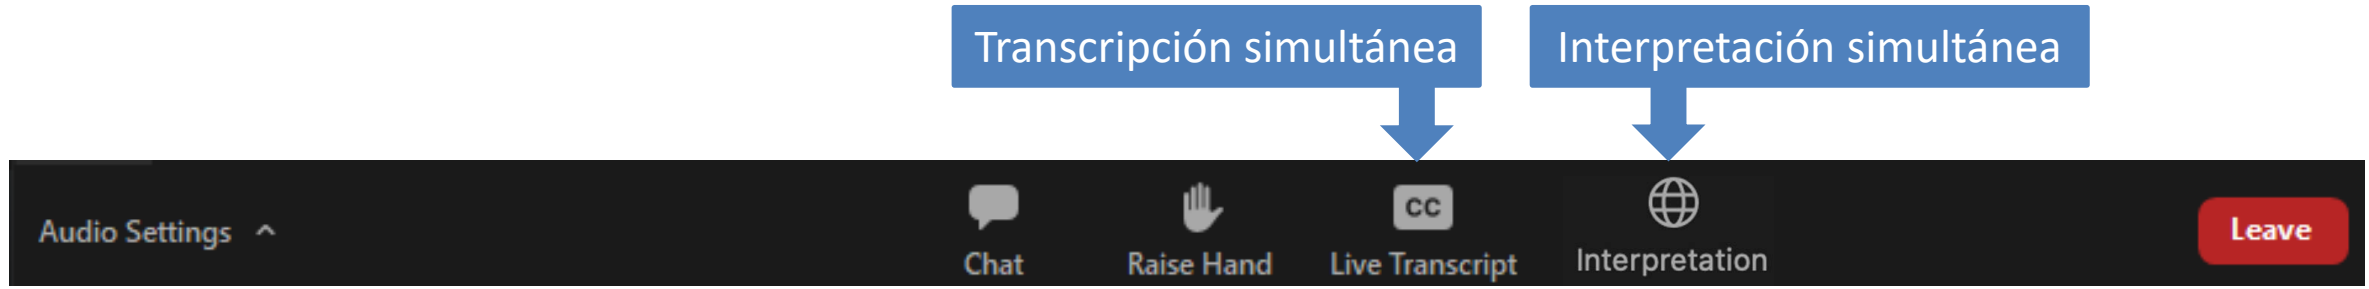 Transcripción simultánea
Interpretación simultánea
Audio Settings
Chat
Raise Hand
CC
Live Transcript
Interpretation
Leave